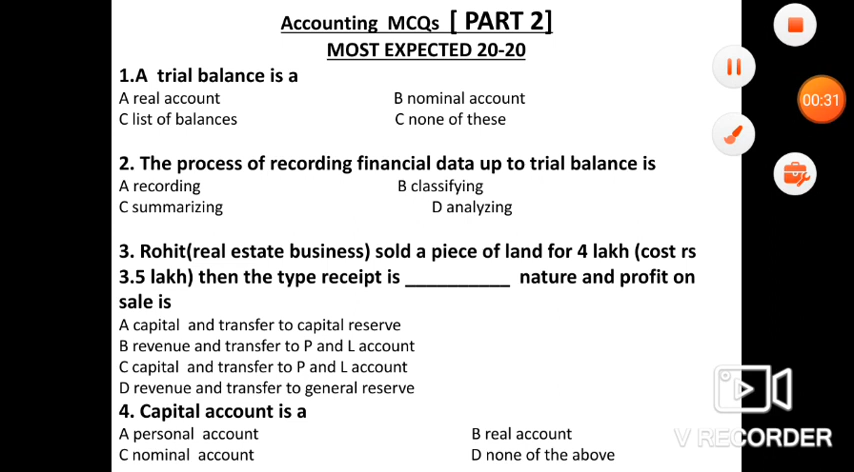 Accounting MCQs [ PART 2]
MOST EXPECTED 20-20
1.A trial balance is a
A real account B nominal account
C list of balances C none of these
2. The process of recording financial data up to trial balance is
A recording B classifying
C summarizing D analyzing
3. Rohit(real estate business) sold a piece of land for 4 lakh (cost rs
3.5 lakh) then the type receipt is __________ nature and profit on
sale is
A capital and transfer to capital reserve
B revenue and transfer to P and L account
C capital and transfer to P and L account
D revenue and transfer to general reserve
4. Capital account is a
A personal account B real account
C nominal account D none of the above
00:31
V RECORDER